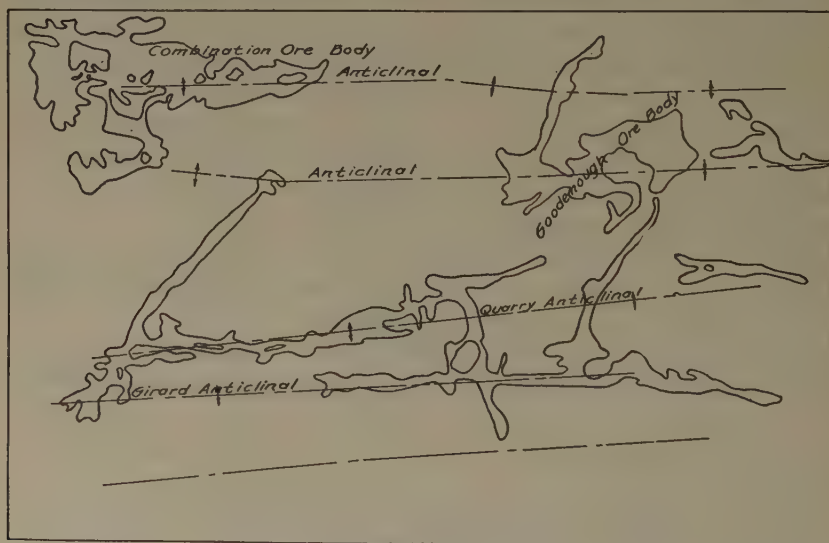 Combination Ore Body
Anticlinal
Goodenough Ore Body
Anticlinal
Quarry Anticlinal
Girard Anticlinal